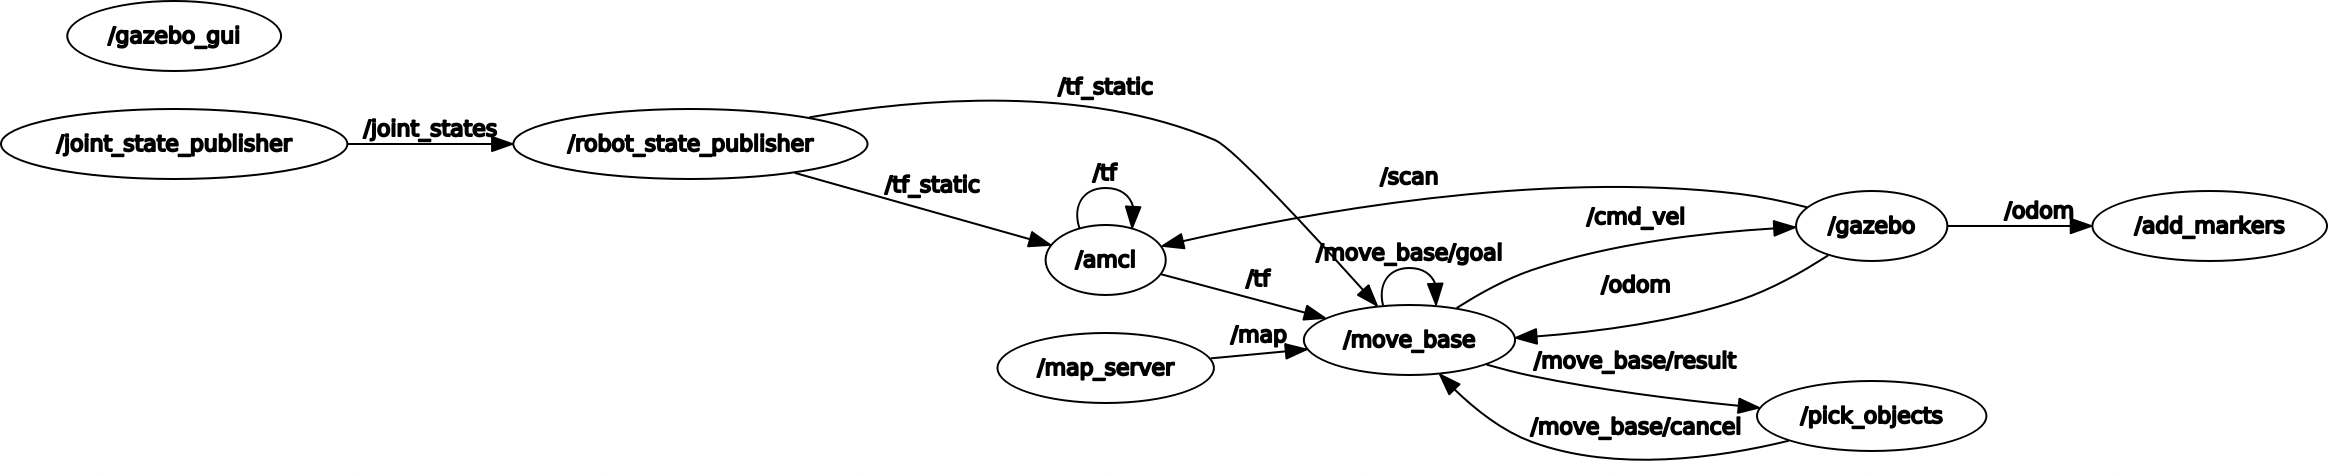 /gazebo_gui
/tf_static
/joint_states
/joint_state_publisher
/robot_state_publisher
/tf
/scan
/tf_static
/cmd_vel
/odom
/gazebo
/add_markers
/move_base/goal
/amcl
/tf
/odom
/map
/move_base
/move_base/result
/map_server
/pick_objects
/move_base/cancel